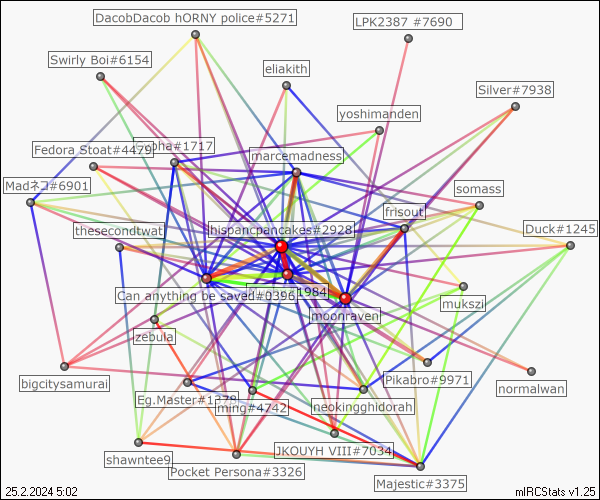 DacobDacob hORNY police#5271
LPK2387 #7690
Swirly Boi#6154
eliakith
Silver#7938
yoshimanden
Fedora Stoat#4479
pha#1717
marcemadness
Madネコ#6901
somass
frisout
thesecondtwat
hispancpancakes#2928
Duck#1245
Can anything be saved#0396
1984
mukszi
moonraven
zebula
bigcitysamurai
Pikabro#9971
normalwan
Eg.Master#1378
ming#4742
neokingghidorah
shawntee9
JKOUYH VIII#7034
Pocket Persona#3326
Majestic#3375
25.2.2024 5:02
mIRCStats v1.25